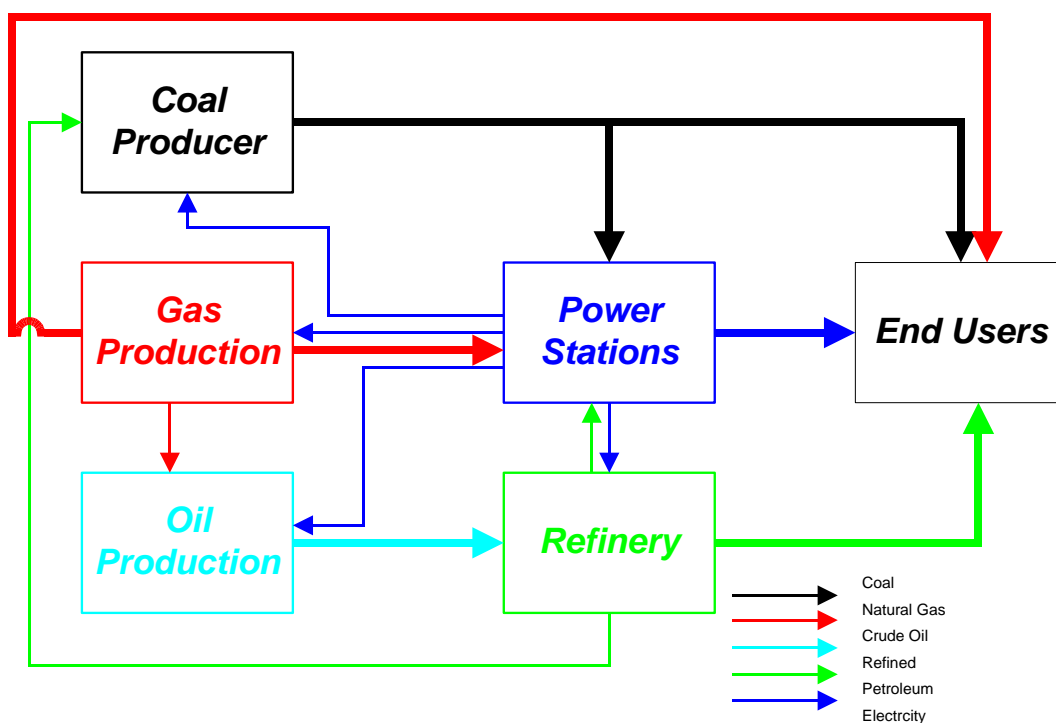 Coal
Producer
Gas
Production
Power
Stations
End Users
Oil
Production
Refinery
Coal
Natural Gas
Crude Oil
Refined
Petroleum
Electrcity